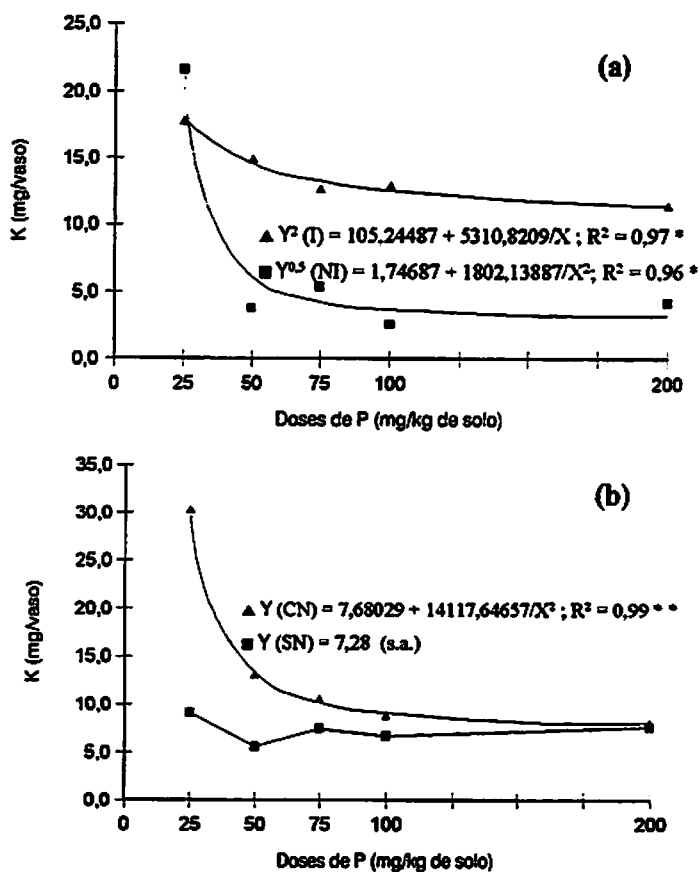 25,0
(a)
20,0
15,0
10,0
5,0
0,0
K (mg/vaso)
Y² (I) = 105,24487 + 5310,8209/X ; R² = 0,97 *
Y^0,5 (NI) = 1,74687 + 1802,13887/X²; R² = 0,96 *
0 25 50 75 100 200
Doses de P (mg/kg de solo)
35,0
(b)
30,0
25,0
20,0
15,0
10,0
5,0
0,0
K (mg/vaso)
Y (CN) = 7,68029 + 14117,64657/X² ; R² = 0,99 * *
Y (SN) = 7,28 (s.a.)
0 25 50 75 100 200
Doses de P (mg/kg de solo)